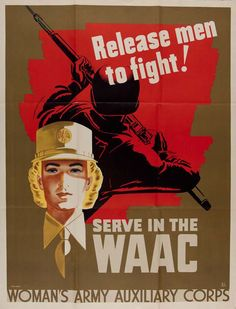 Release men
to fight!
SERVE IN THE
WAAC
WOMAN'S ARMY AUXILIARY CORPS